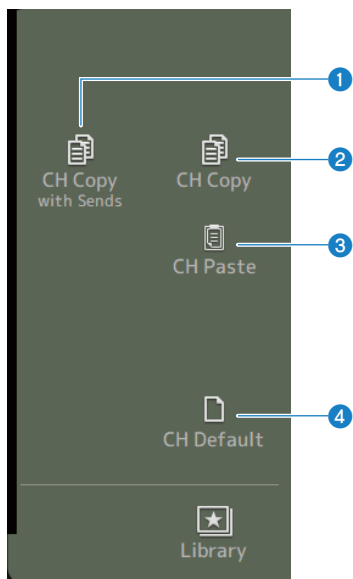 1
CH Copy
with Sends
2
CH Copy
3
CH Paste
4
CH Default
Library